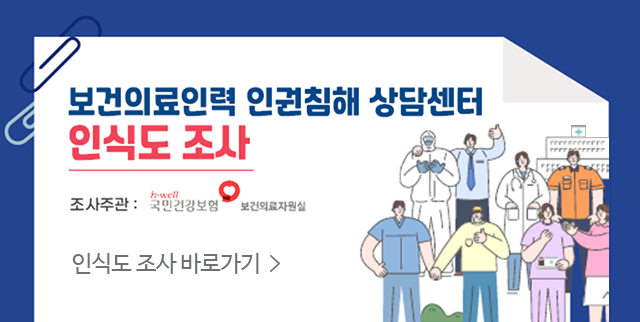 보건의료인력 인권침해 상담센터
인식도 조사
조사주관 : h-well 국민건강보험 보건의료자원실
인식도 조사 바로가기 >